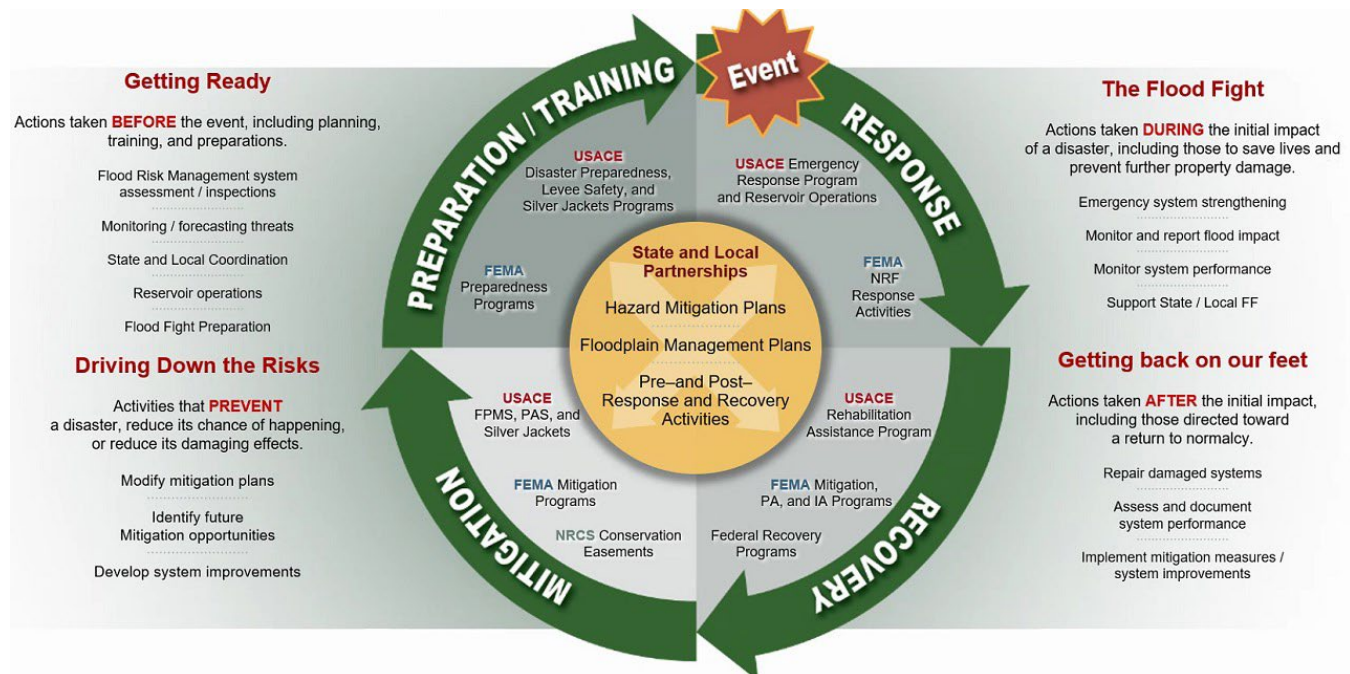 Getting Ready
Actions taken BEFORE the event, including planning,
training, and preparations.
Flood Risk Management system
assessment / inspections
Monitoring / forecasting threats
State and Local Coordination
Reservoir operations
Flood Fight Preparation
Driving Down the Risks
Activities that PREVENT
a disaster, reduce its chance of happening,
or reduce its damaging effects.
Modify mitigation plans
Identify future
Mitigation opportunities
Develop system improvements
PREPARATION / TRAINING
USACE
Disaster Preparedness,
Levee Safety, and
Silver Jackets Programs
FEMA
Preparedness
Programs
Event
RESPONSE
USACE Emergency
Response Program
and Reservoir Operations
FEMA
NRF
Response
Activities
State and Local
Partnerships
Hazard Mitigation Plans
Floodplain Management Plans
Pre–and Post–
Response and Recovery
Activities
MITIGATION
USACE
FPMS, PAS, and
Silver Jackets
FEMA Mitigation
Programs
NRCS Conservation
Easements
RECOVERY
USACE
Rehabilitation
Assistance Program
FEMA Mitigation,
PA, and IA Programs
Federal Recovery
Programs
The Flood Fight
Actions taken DURING the initial impact
of a disaster, including those to save lives and
prevent further property damage.
Emergency system strengthening
Monitor and report flood impact
Monitor system performance
Support State / Local FF
Getting back on our feet
Actions taken AFTER the initial impact,
including those directed toward
a return to normalcy.
Repair damaged systems
Assess and document
system performance
Implement mitigation measures /
system improvements